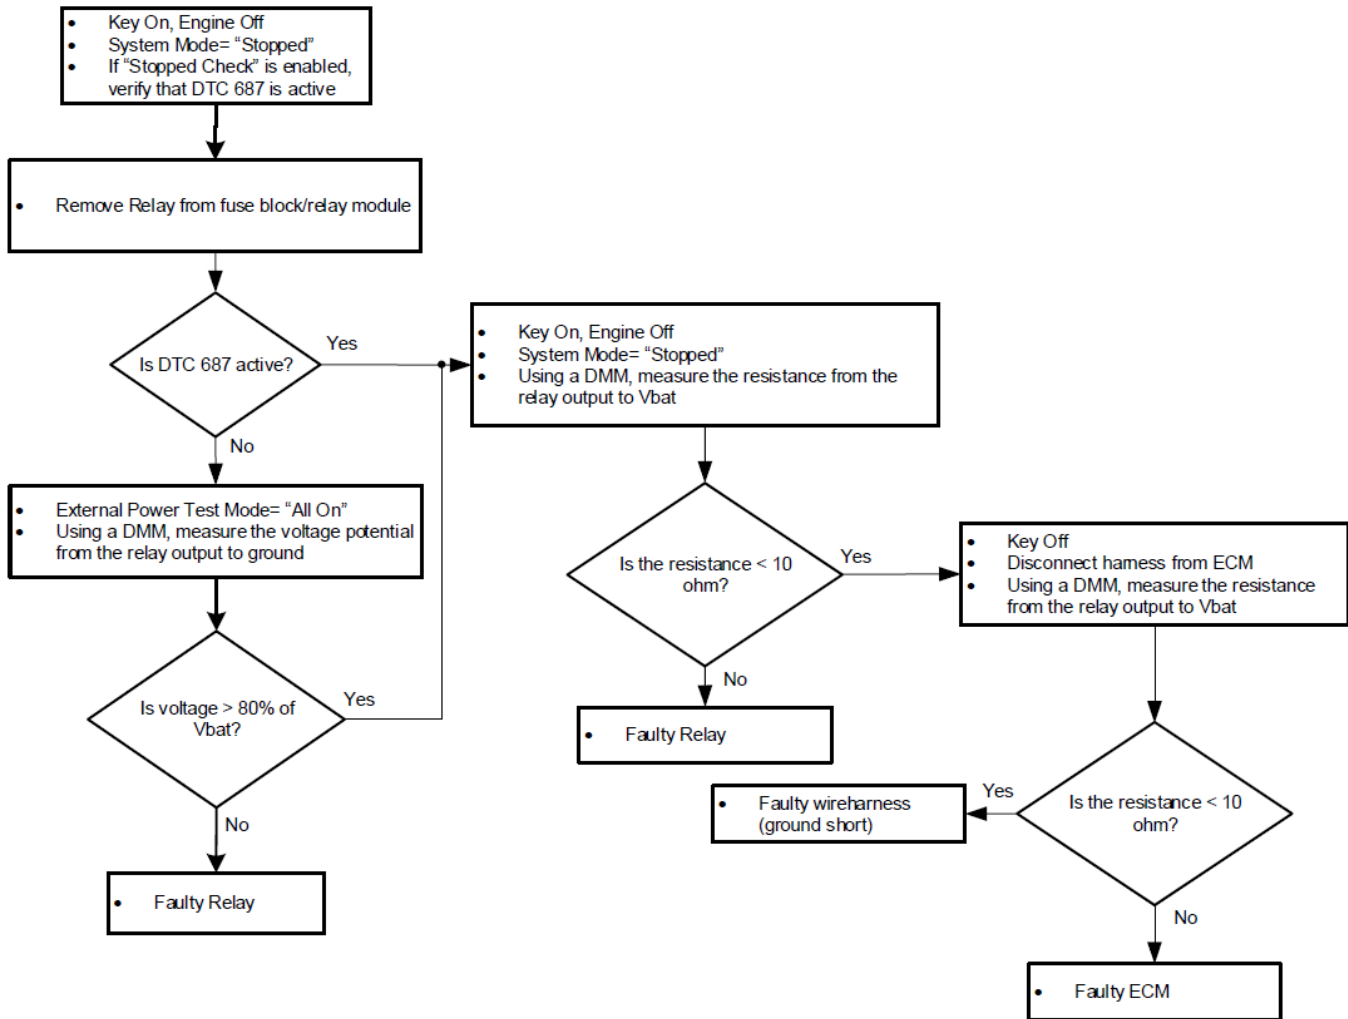 • Key On, Engine Off
• System Mode= “Stopped”
• If “Stopped Check” is enabled,
verify that DTC 687 is active
• Remove Relay from fuse block/relay module
Is DTC 687 active?
Yes
No
• External Power Test Mode= “All On”
• Using a DMM, measure the voltage potential
from the relay output to ground
Is voltage > 80% of
Vbat?
Yes
No
• Faulty Relay
• Key On, Engine Off
• System Mode= “Stopped”
• Using a DMM, measure the resistance from the
relay output to Vbat
Is the resistance < 10
ohm?
Yes
No
• Faulty Relay
• Key Off
• Disconnect harness from ECM
• Using a DMM, measure the resistance
from the relay output to Vbat
Is the resistance < 10
ohm?
Yes
• Faulty wireharness
(ground short)
No
• Faulty ECM